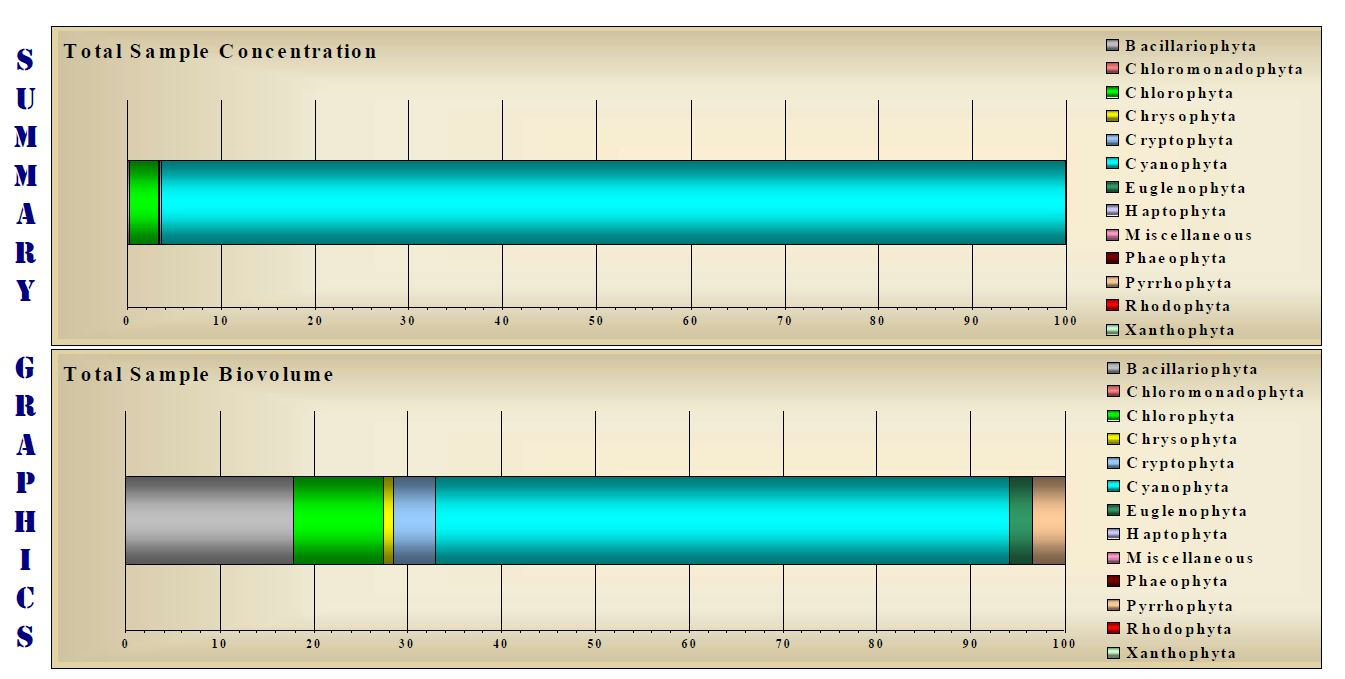 SUMMARY
Total Sample Concentration
Bacillariophyta
Chloromonadophyta
Chlorophyta
Chrysophyta
Cryptophyta
Cyanophyta
Euglenophyta
Haptophyta
Miscellaneous
Phaeophyta
Pyrrhophyta
Rhodophyta
Xanthophyta
0 10 20 30 40 50 60 70 80 90 100
GRAPHICS
Total Sample Biovolume
Bacillariophyta
Chloromonadophyta
Chlorophyta
Chrysophyta
Cryptophyta
Cyanophyta
Euglenophyta
Haptophyta
Miscellaneous
Phaeophyta
Pyrrhophyta
Rhodophyta
Xanthophyta
0 10 20 30 40 50 60 70 80 90 100